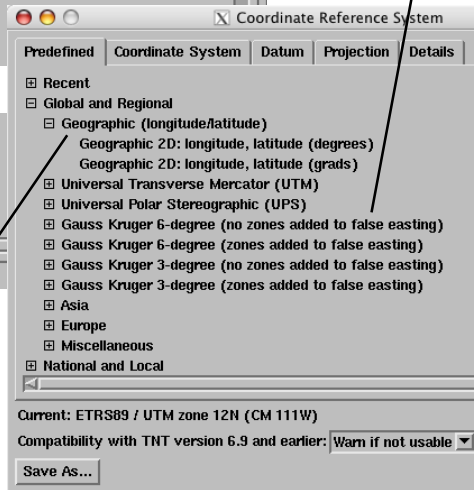 Coordinate Reference System
Predefined Coordinate System Datum Projection Details
Recent
Global and Regional
Geographic (longitude/latitude)
Geographic 2D: longitude, latitude (degrees)
Geographic 2D: longitude, latitude (grads)
Universal Transverse Mercator (UTM)
Universal Polar Stereographic (UPS)
Gauss Kruger 6-degree (no zones added to false easting)
Gauss Kruger 6-degree (zones added to false easting)
Gauss Kruger 3-degree (no zones added to false easting)
Gauss Kruger 3-degree (zones added to false easting)
Asia
Europe
Miscellaneous
National and Local
Current: ETRS89 / UTM zone 12N (CM 111W)
Compatibility with TNT version 6.9 and earlier: Warn if not usable
Save As...